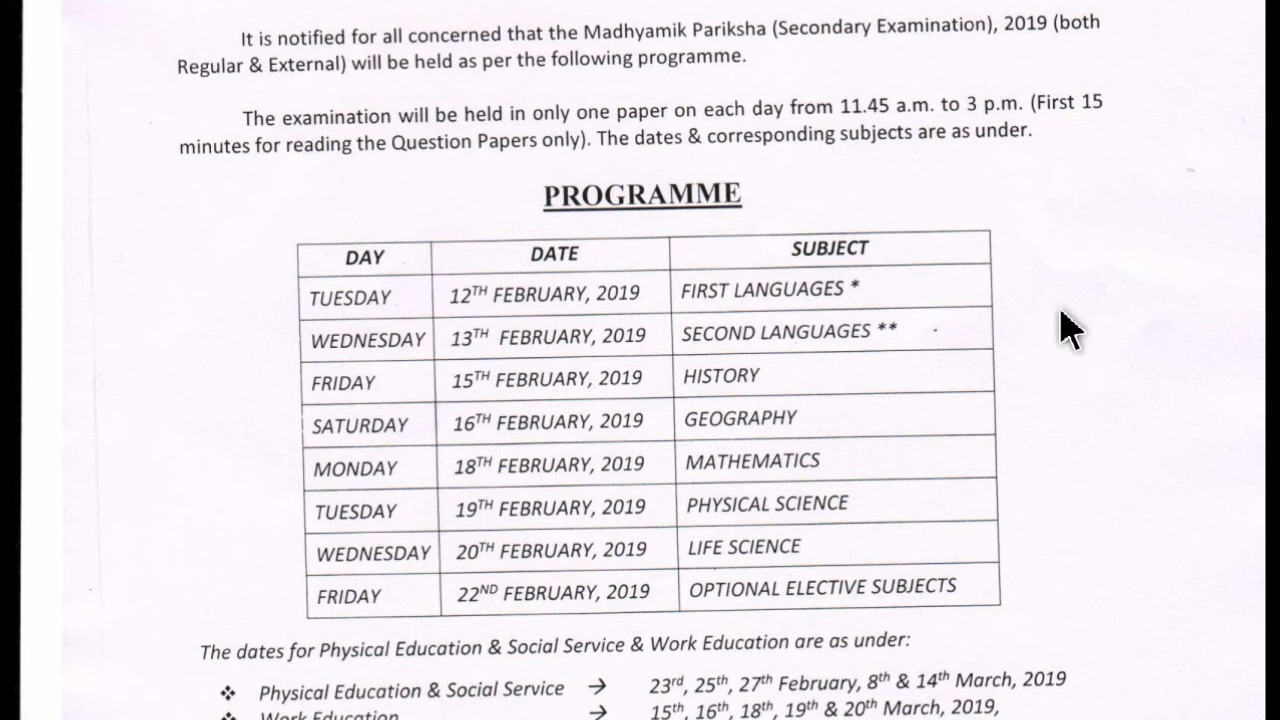 It is notified for all concerned that the Madhyamik Pariksha (Secondary Examination), 2019 (both
Regular & External) will be held as per the following programme.
The examination will be held in only one paper on each day from 11.45 a.m. to 3 p.m. (First 15
minutes for reading the Question Papers only). The dates & corresponding subjects are as under.
PROGRAMME
DAY DATE SUBJECT
TUESDAY 12TH FEBRUARY, 2019 FIRST LANGUAGES *
WEDNESDAY 13TH FEBRUARY, 2019 SECOND LANGUAGES **
FRIDAY 15TH FEBRUARY, 2019 HISTORY
SATURDAY 16TH FEBRUARY, 2019 GEOGRAPHY
MONDAY 18TH FEBRUARY, 2019 MATHEMATICS
TUESDAY 19TH FEBRUARY, 2019 PHYSICAL SCIENCE
WEDNESDAY 20TH FEBRUARY, 2019 LIFE SCIENCE
FRIDAY 22ND FEBRUARY, 2019 OPTIONAL ELECTIVE SUBJECTS
The dates for Physical Education & Social Service & Work Education are as under:
❖ Physical Education & Social Service → 23rd, 25th, 27th February, 8th & 14th March, 2019
❖ Work Education → 15th, 16th, 18th, 19th & 20th March, 2019,